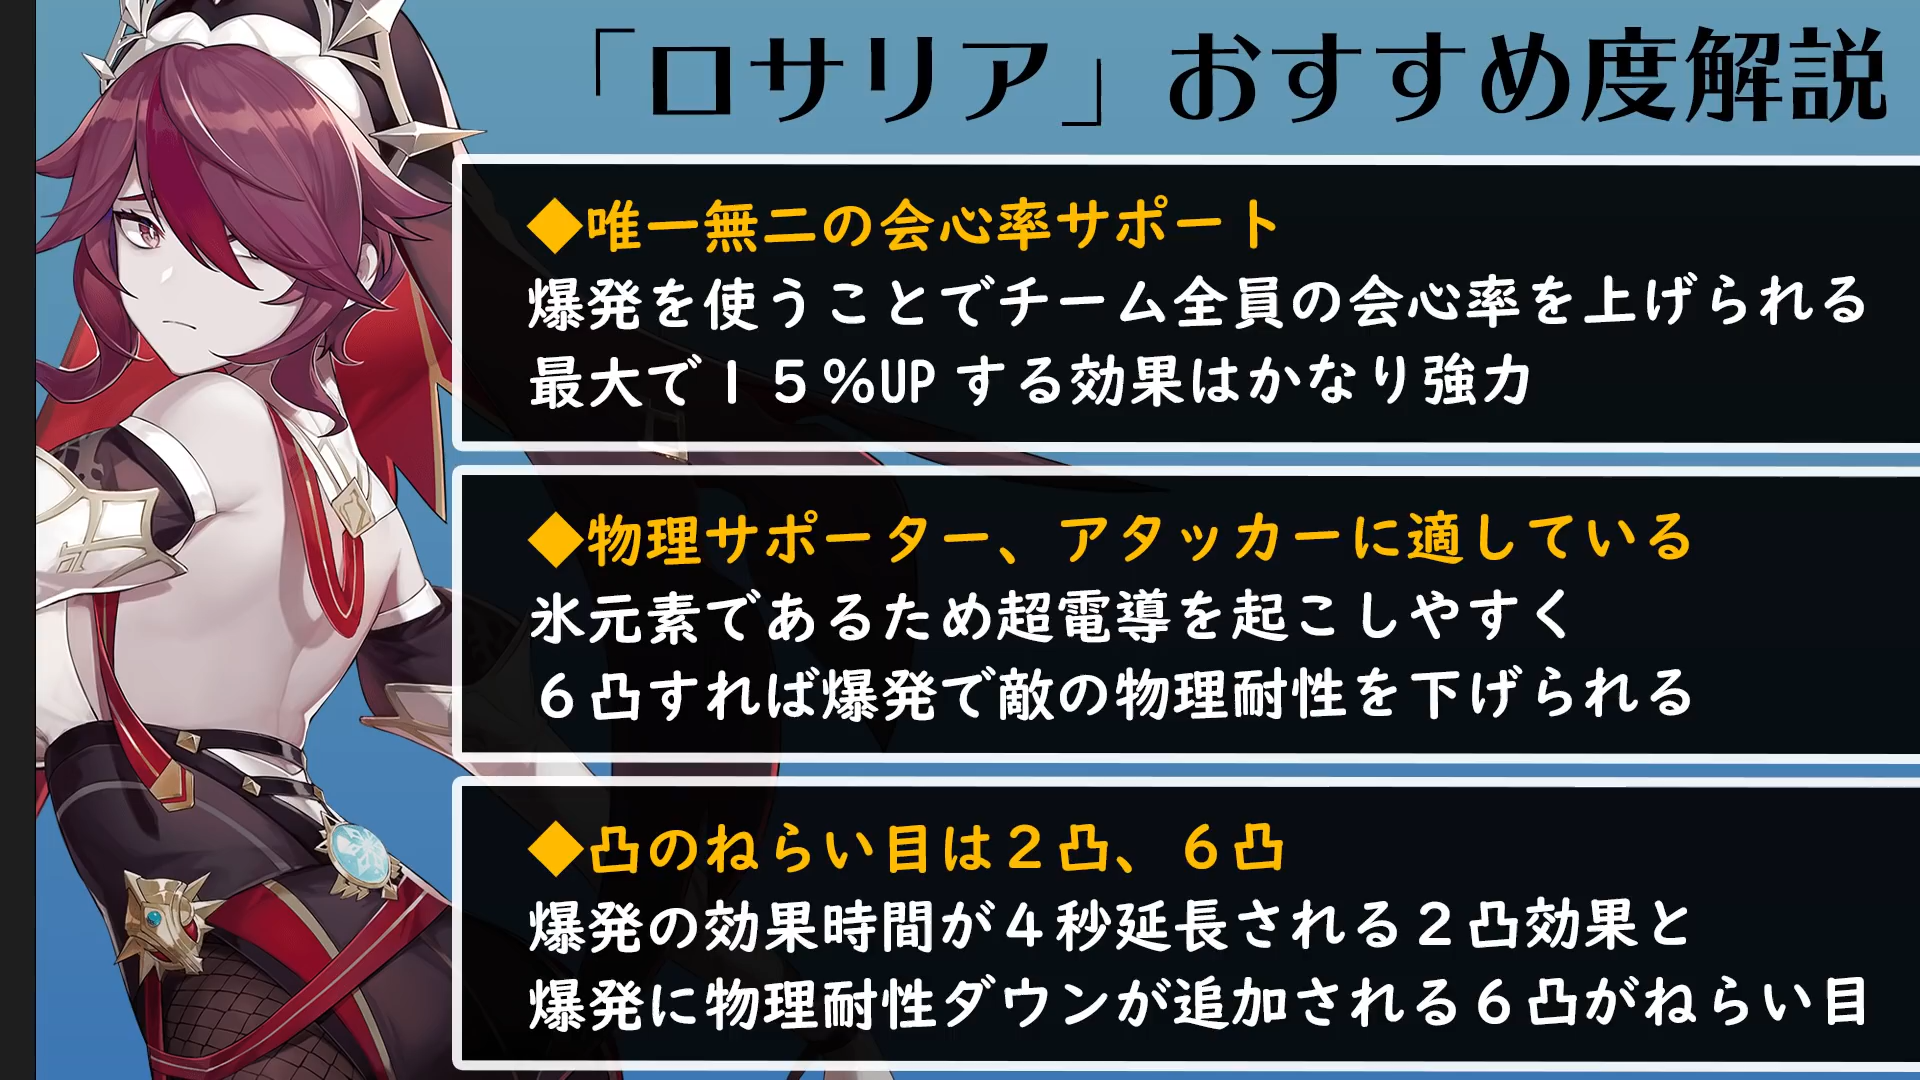 「ロサリア」おすすめ度解説
◆唯一無二の会心率サポート
爆発を使うことでチーム全員の会心率を上げられる
最大で１５％UPする効果はかなり強力
◆物理サポーター、アタッカーに適している
氷元素であるため超電導を起こしやすく
６凸すれば爆発で敵の物理耐性を下げられる
◆凸のねらい目は２凸、６凸
爆発の効果時間が４秒延長される２凸効果と
爆発に物理耐性ダウンが追加される６凸がねらい目